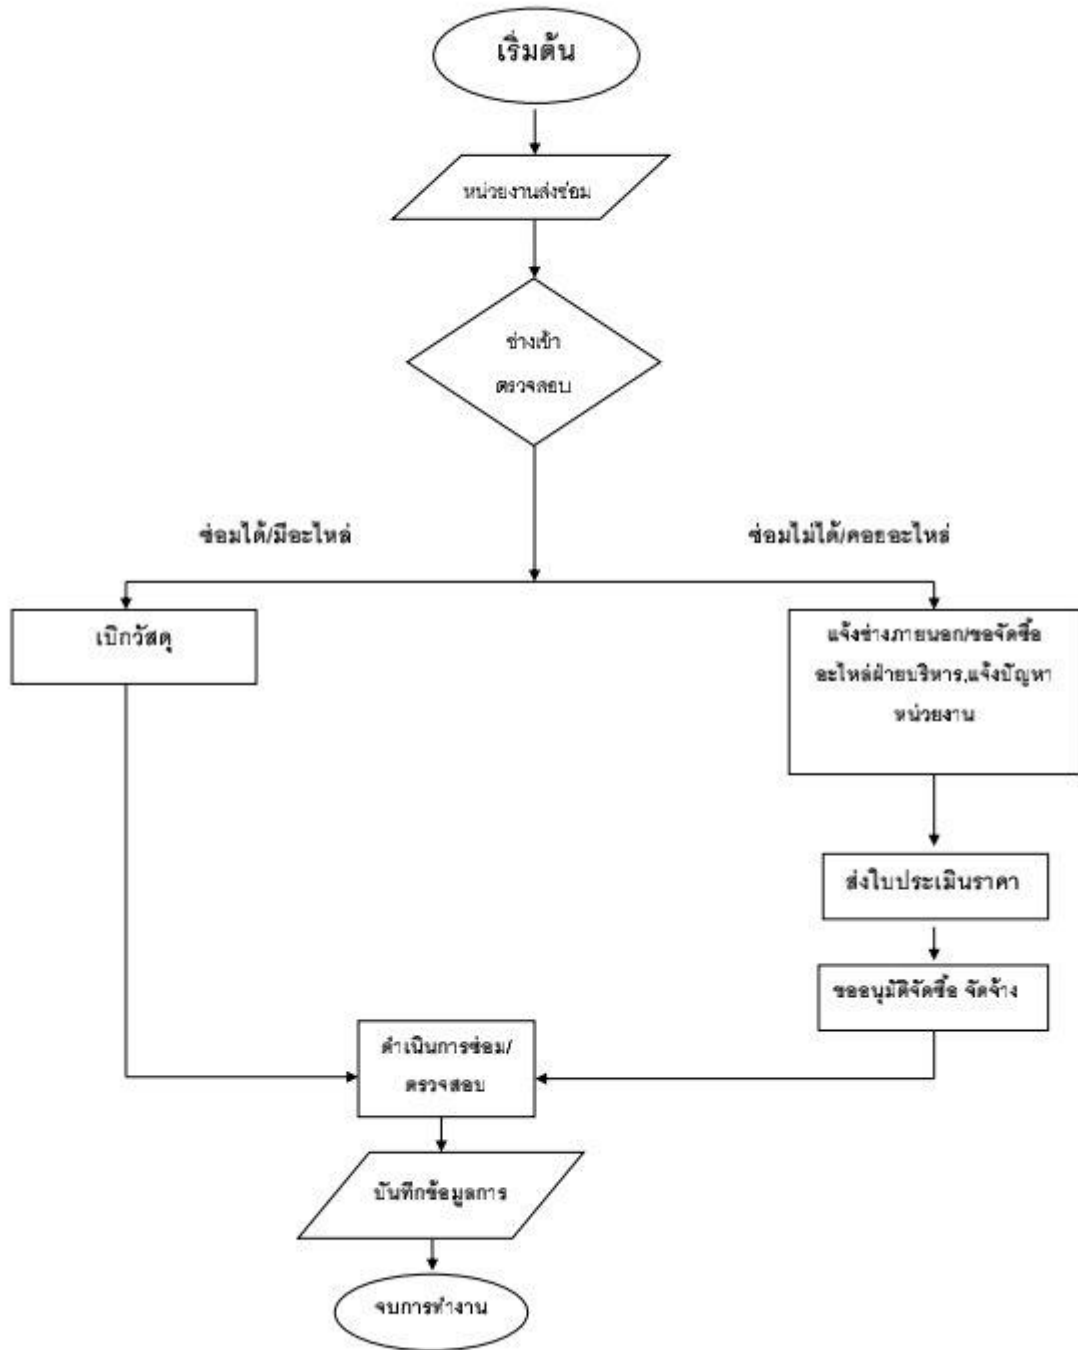 เริ่มต้น
หน่วยงานส่งซ่อม
ช่างเข้า
ตรวจสอบ
ซ่อมได้/มีอะไหล่
ซ่อมไม่ได้/คอยอะไหล่
เบิกวัสดุ
แจ้งช่างภายนอก/ขอจัดซื้อ
อะไหล่ฝ่ายบริหาร,แจ้งปัญหา
หน่วยงาน
ส่งใบประเมินราคา
ขออนุมัติจัดซื้อ จัดจ้าง
ดำเนินการซ่อม/
ตรวจสอบ
บันทึกข้อมูลการ
จบการทำงาน